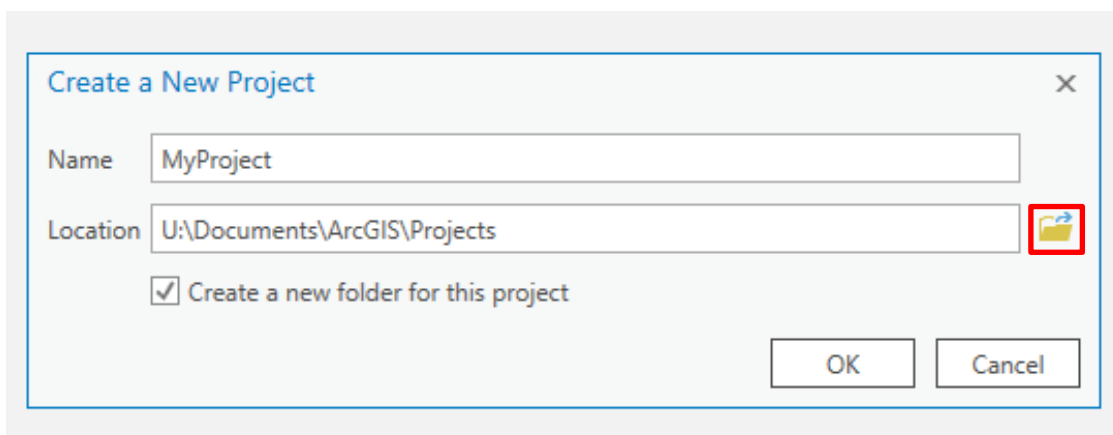 Create a New Project
Name MyProject
Location U:\Documents\ArcGIS\Projects
Create a new folder for this project
OK Cancel